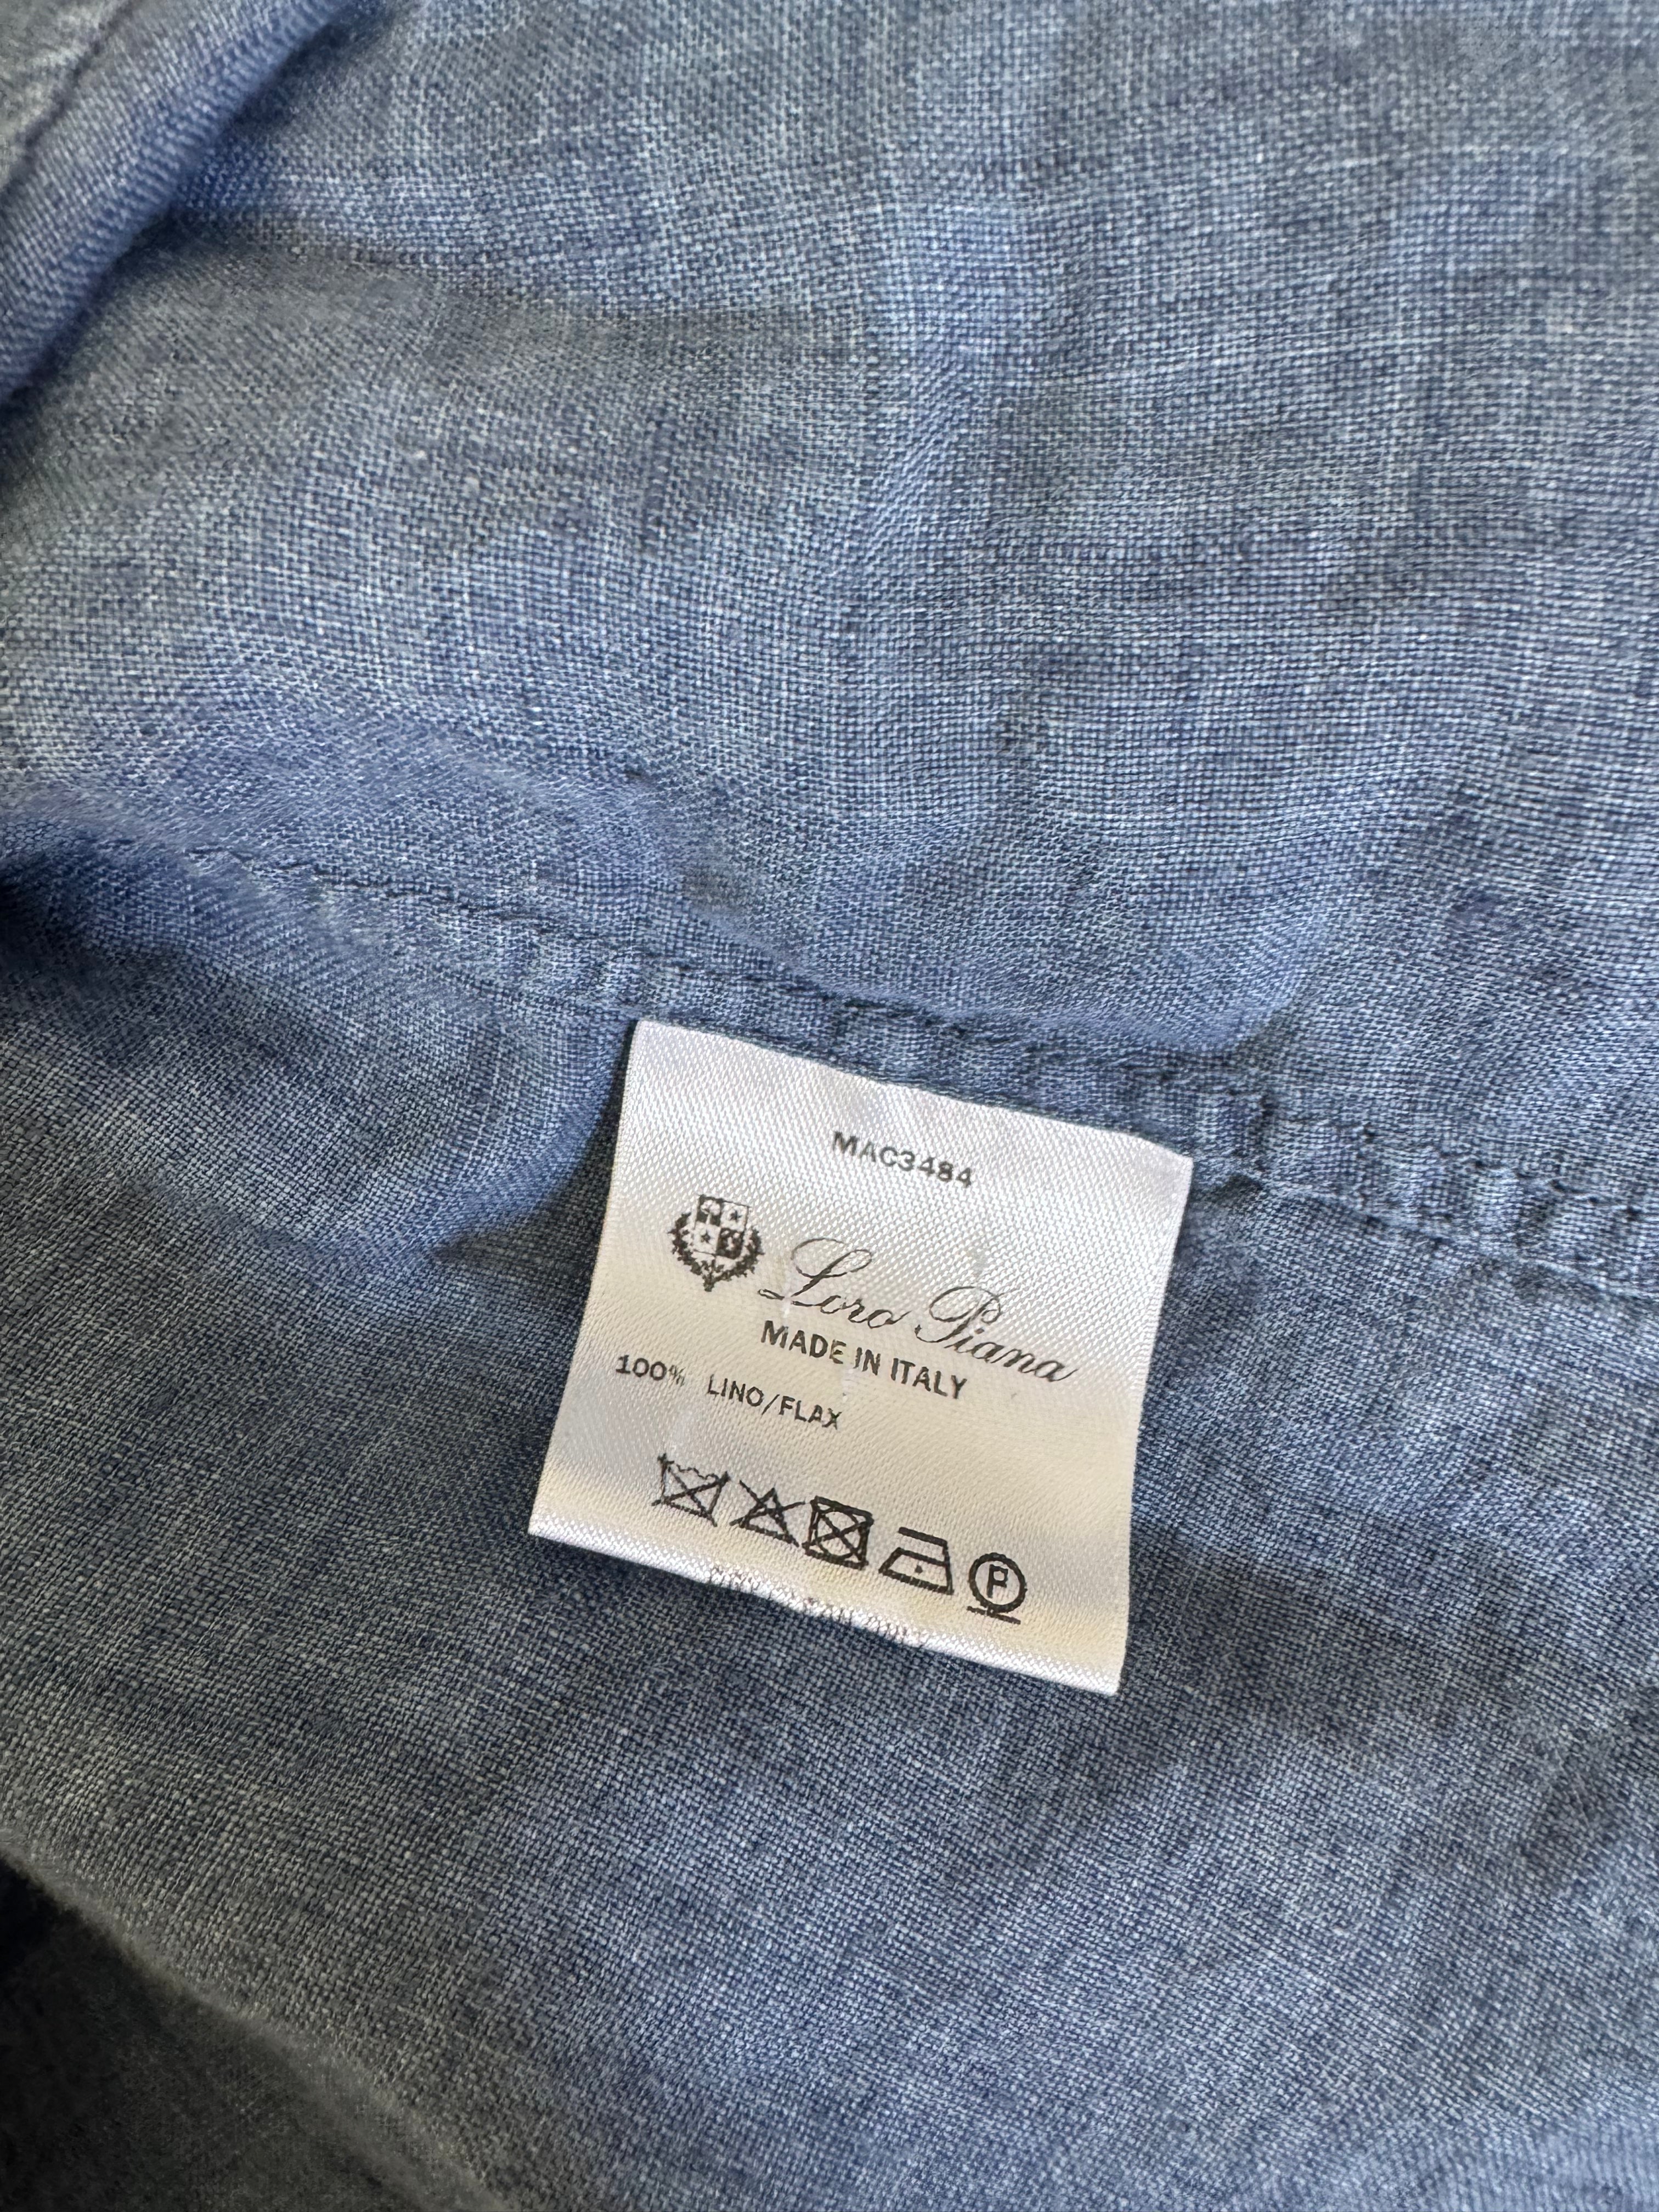 MAC3484
Loro Piana
MADE IN ITALY
100% LINO/FLAX
P